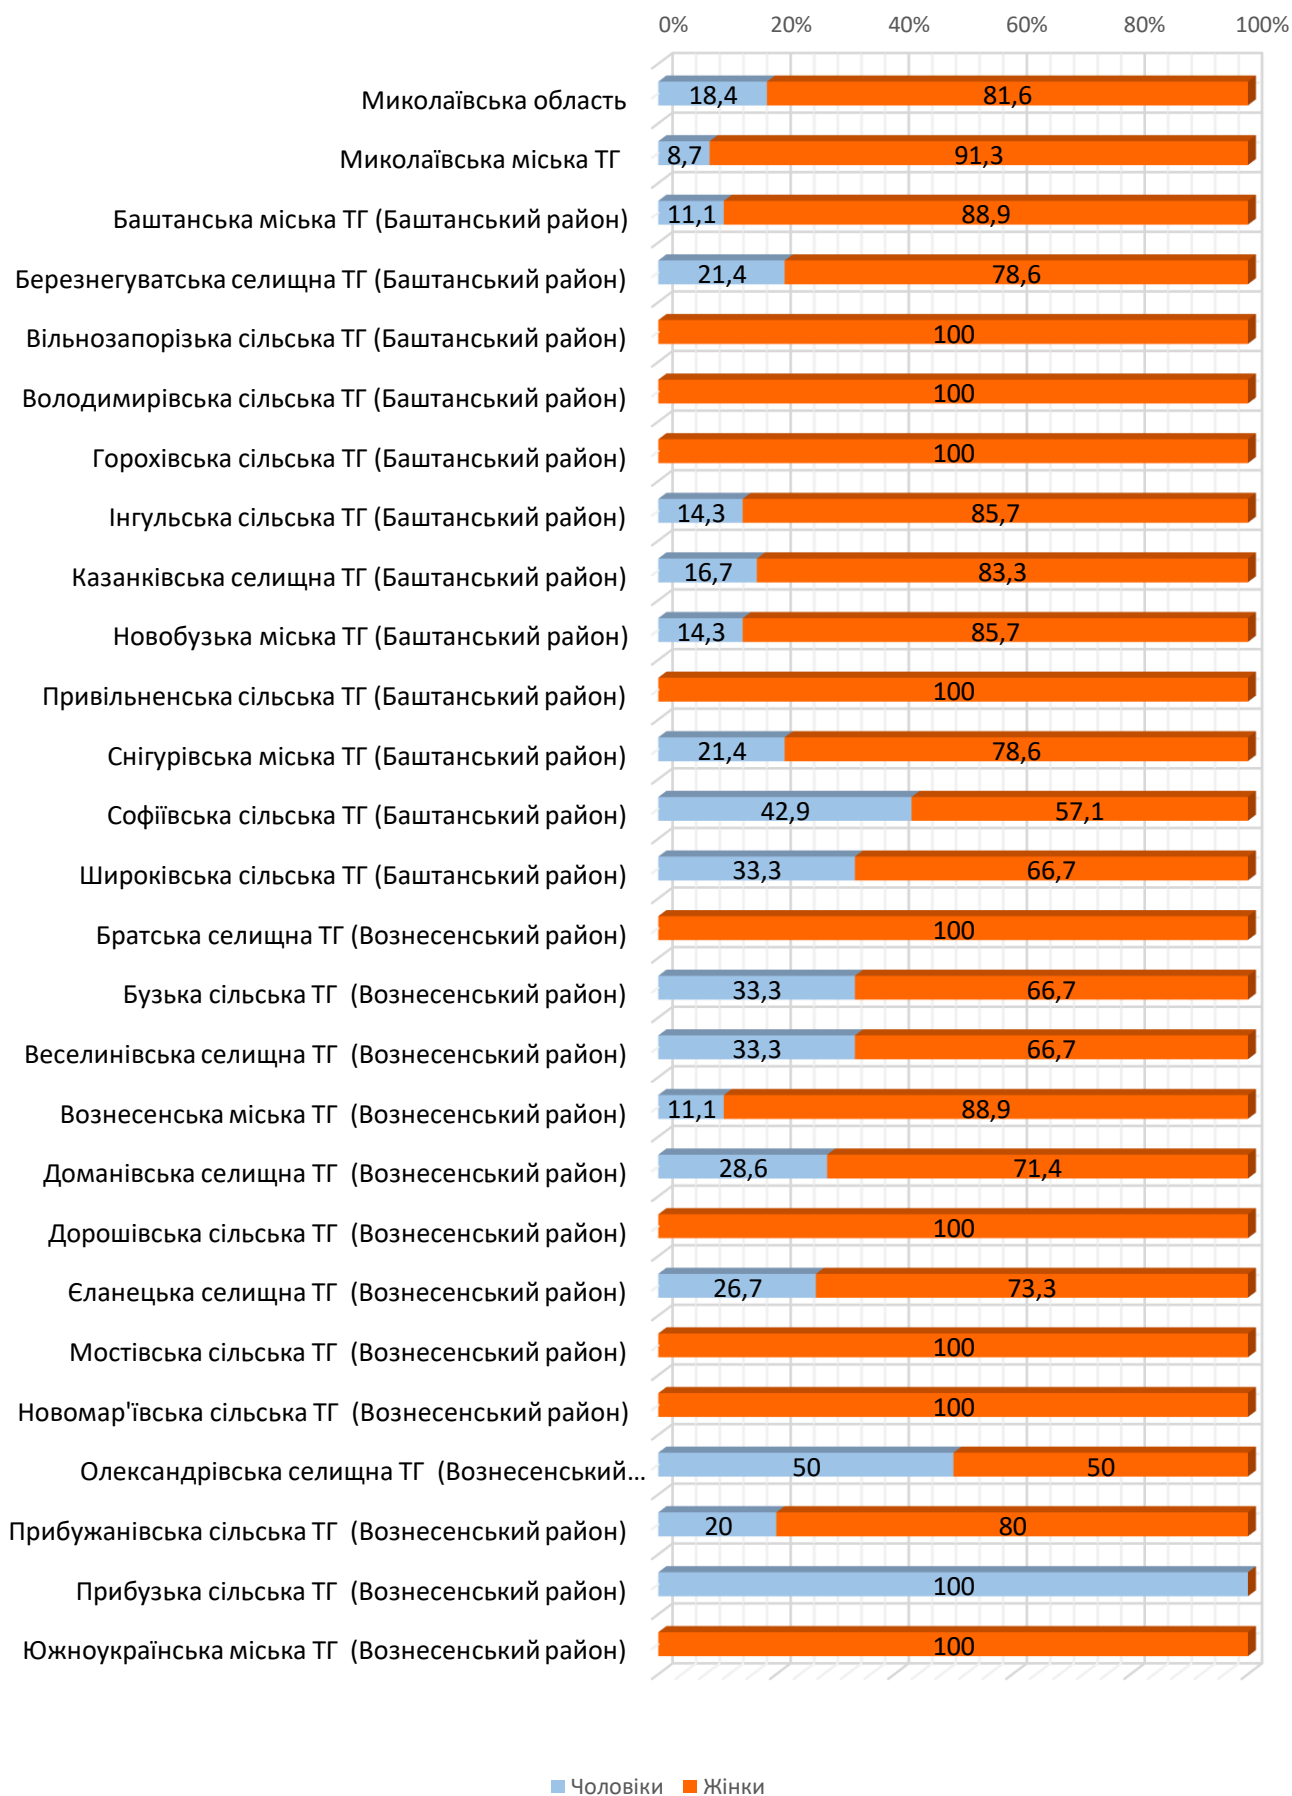 0% 20% 40% 60% 80% 100%
Миколаївська область 18,4 81,6
Миколаївська міська ТГ 8,7 91,3
Баштанська міська ТГ (Баштанський район) 11,1 88,9
Березнегуватська селищна ТГ (Баштанський район) 21,4 78,6
Вільнозапорізька сільська ТГ (Баштанський район) 100
Володимирівська сільська ТГ (Баштанський район) 100
Горохівська сільська ТГ (Баштанський район) 100
Інгульська сільська ТГ (Баштанський район) 14,3 85,7
Казанківська селищна ТГ (Баштанський район) 16,7 83,3
Новобузька міська ТГ (Баштанський район) 14,3 85,7
Привільненська сільська ТГ (Баштанський район) 100
Снігурівська міська ТГ (Баштанський район) 21,4 78,6
Софіївська сільська ТГ (Баштанський район) 42,9 57,1
Широківська сільська ТГ (Баштанський район) 33,3 66,7
Братська селищна ТГ (Вознесенський район) 100
Бузька сільська ТГ (Вознесенський район) 33,3 66,7
Веселинівська селищна ТГ (Вознесенський район) 33,3 66,7
Вознесенська міська ТГ (Вознесенський район) 11,1 88,9
Доманівська селищна ТГ (Вознесенський район) 28,6 71,4
Дорошівська сільська ТГ (Вознесенський район) 100
Єланецька селищна ТГ (Вознесенський район) 26,7 73,3
Мостівська сільська ТГ (Вознесенський район) 100
Новомар'ївська сільська ТГ (Вознесенський район) 100
Олександрівська селищна ТГ (Вознесенський... 50 50
Прибужанівська сільська ТГ (Вознесенський район) 20 80
Прибузька сільська ТГ (Вознесенський район) 100
Южноукраїнська міська ТГ (Вознесенський район) 100
Чоловіки Жінки